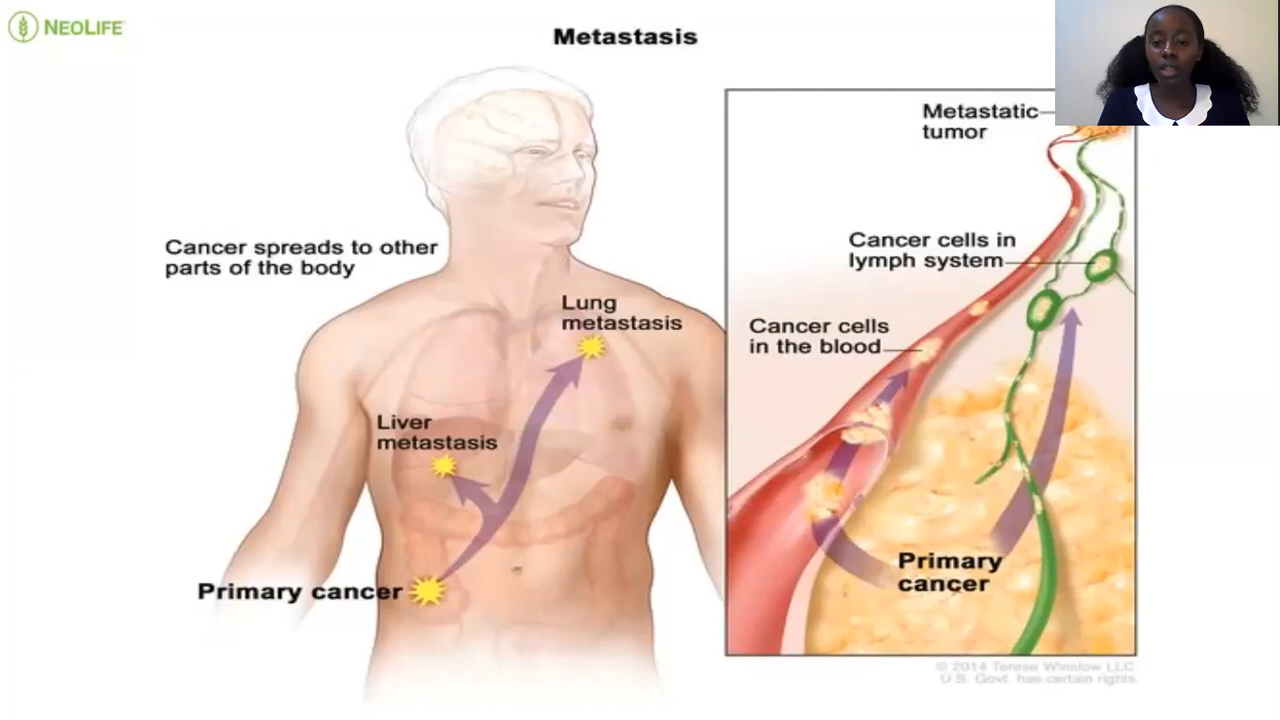 NEOLIFE
Metastasis
Cancer spreads to other
parts of the body
Lung
metastasis
Liver
metastasis
Primary cancer
Metastatic
tumor
Cancer cells in
lymph system
Cancer cells
in the blood
Primary
cancer
© 2014 Terese Winslow LLC
U.S. Govt. has certain rights